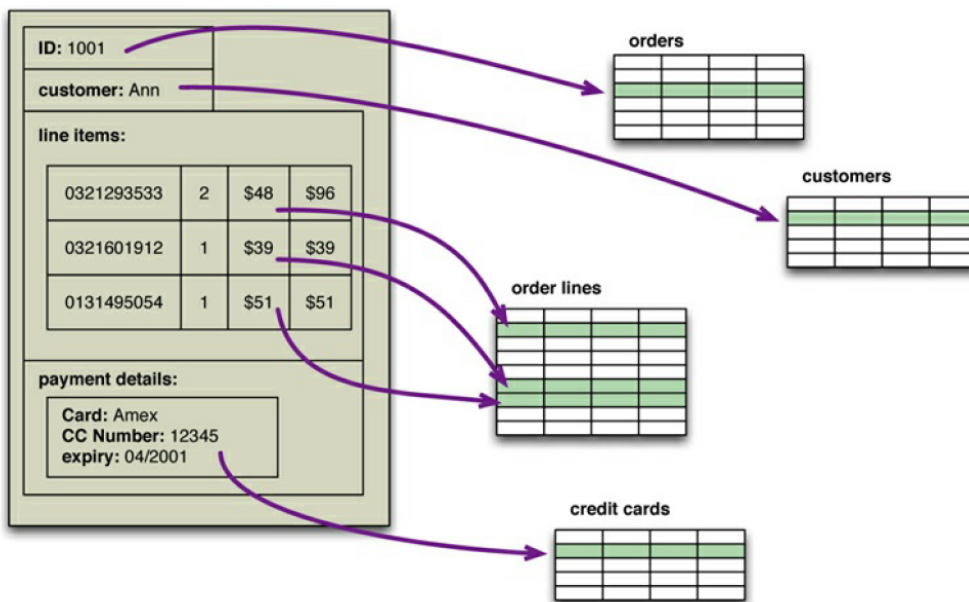 ID: 1001
customer: Ann
line items:
0321293533 2 $48 $96
0321601912 1 $39 $39
0131495054 1 $51 $51
payment details:
Card: Amex
CC Number: 12345
expiry: 04/2001
orders
customers
order lines
credit cards